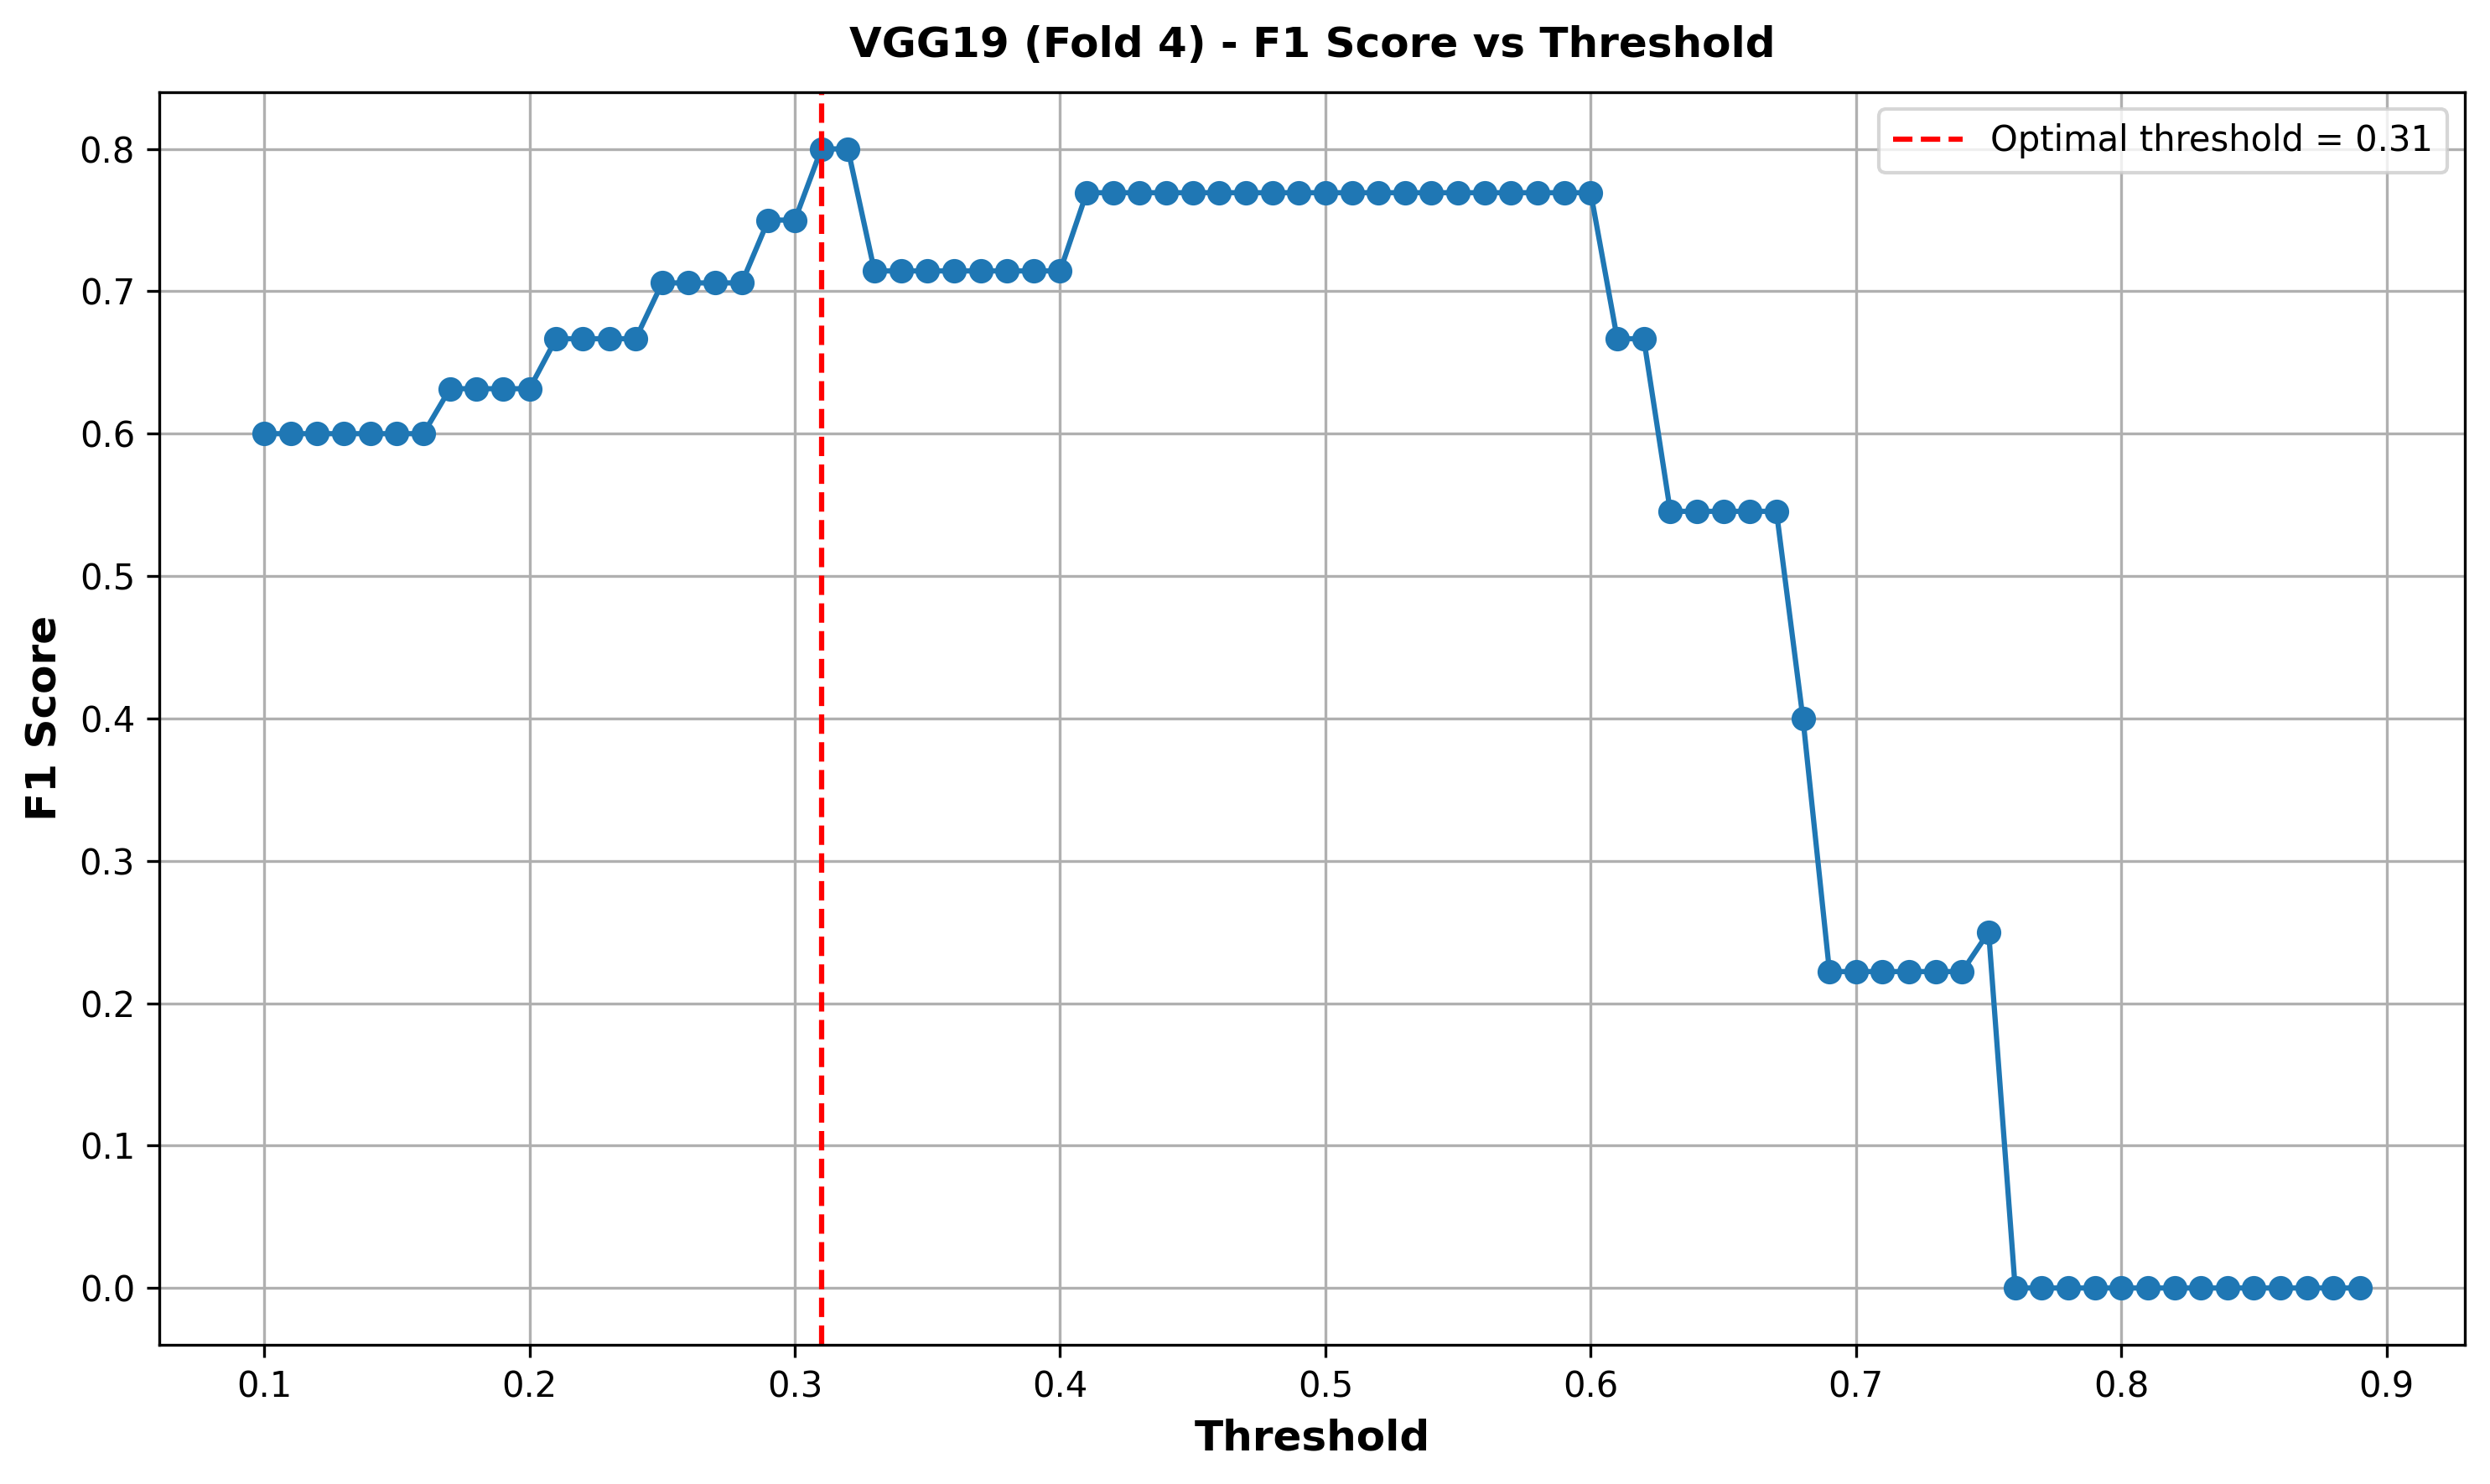 VGG19 (Fold 4) - F1 Score vs Threshold
Optimal threshold = 0.31
F1 Score
0.8
0.7
0.6
0.5
0.4
0.3
0.2
0.1
0.0
0.1 0.2 0.3 0.4 0.5 0.6 0.7 0.8 0.9
Threshold